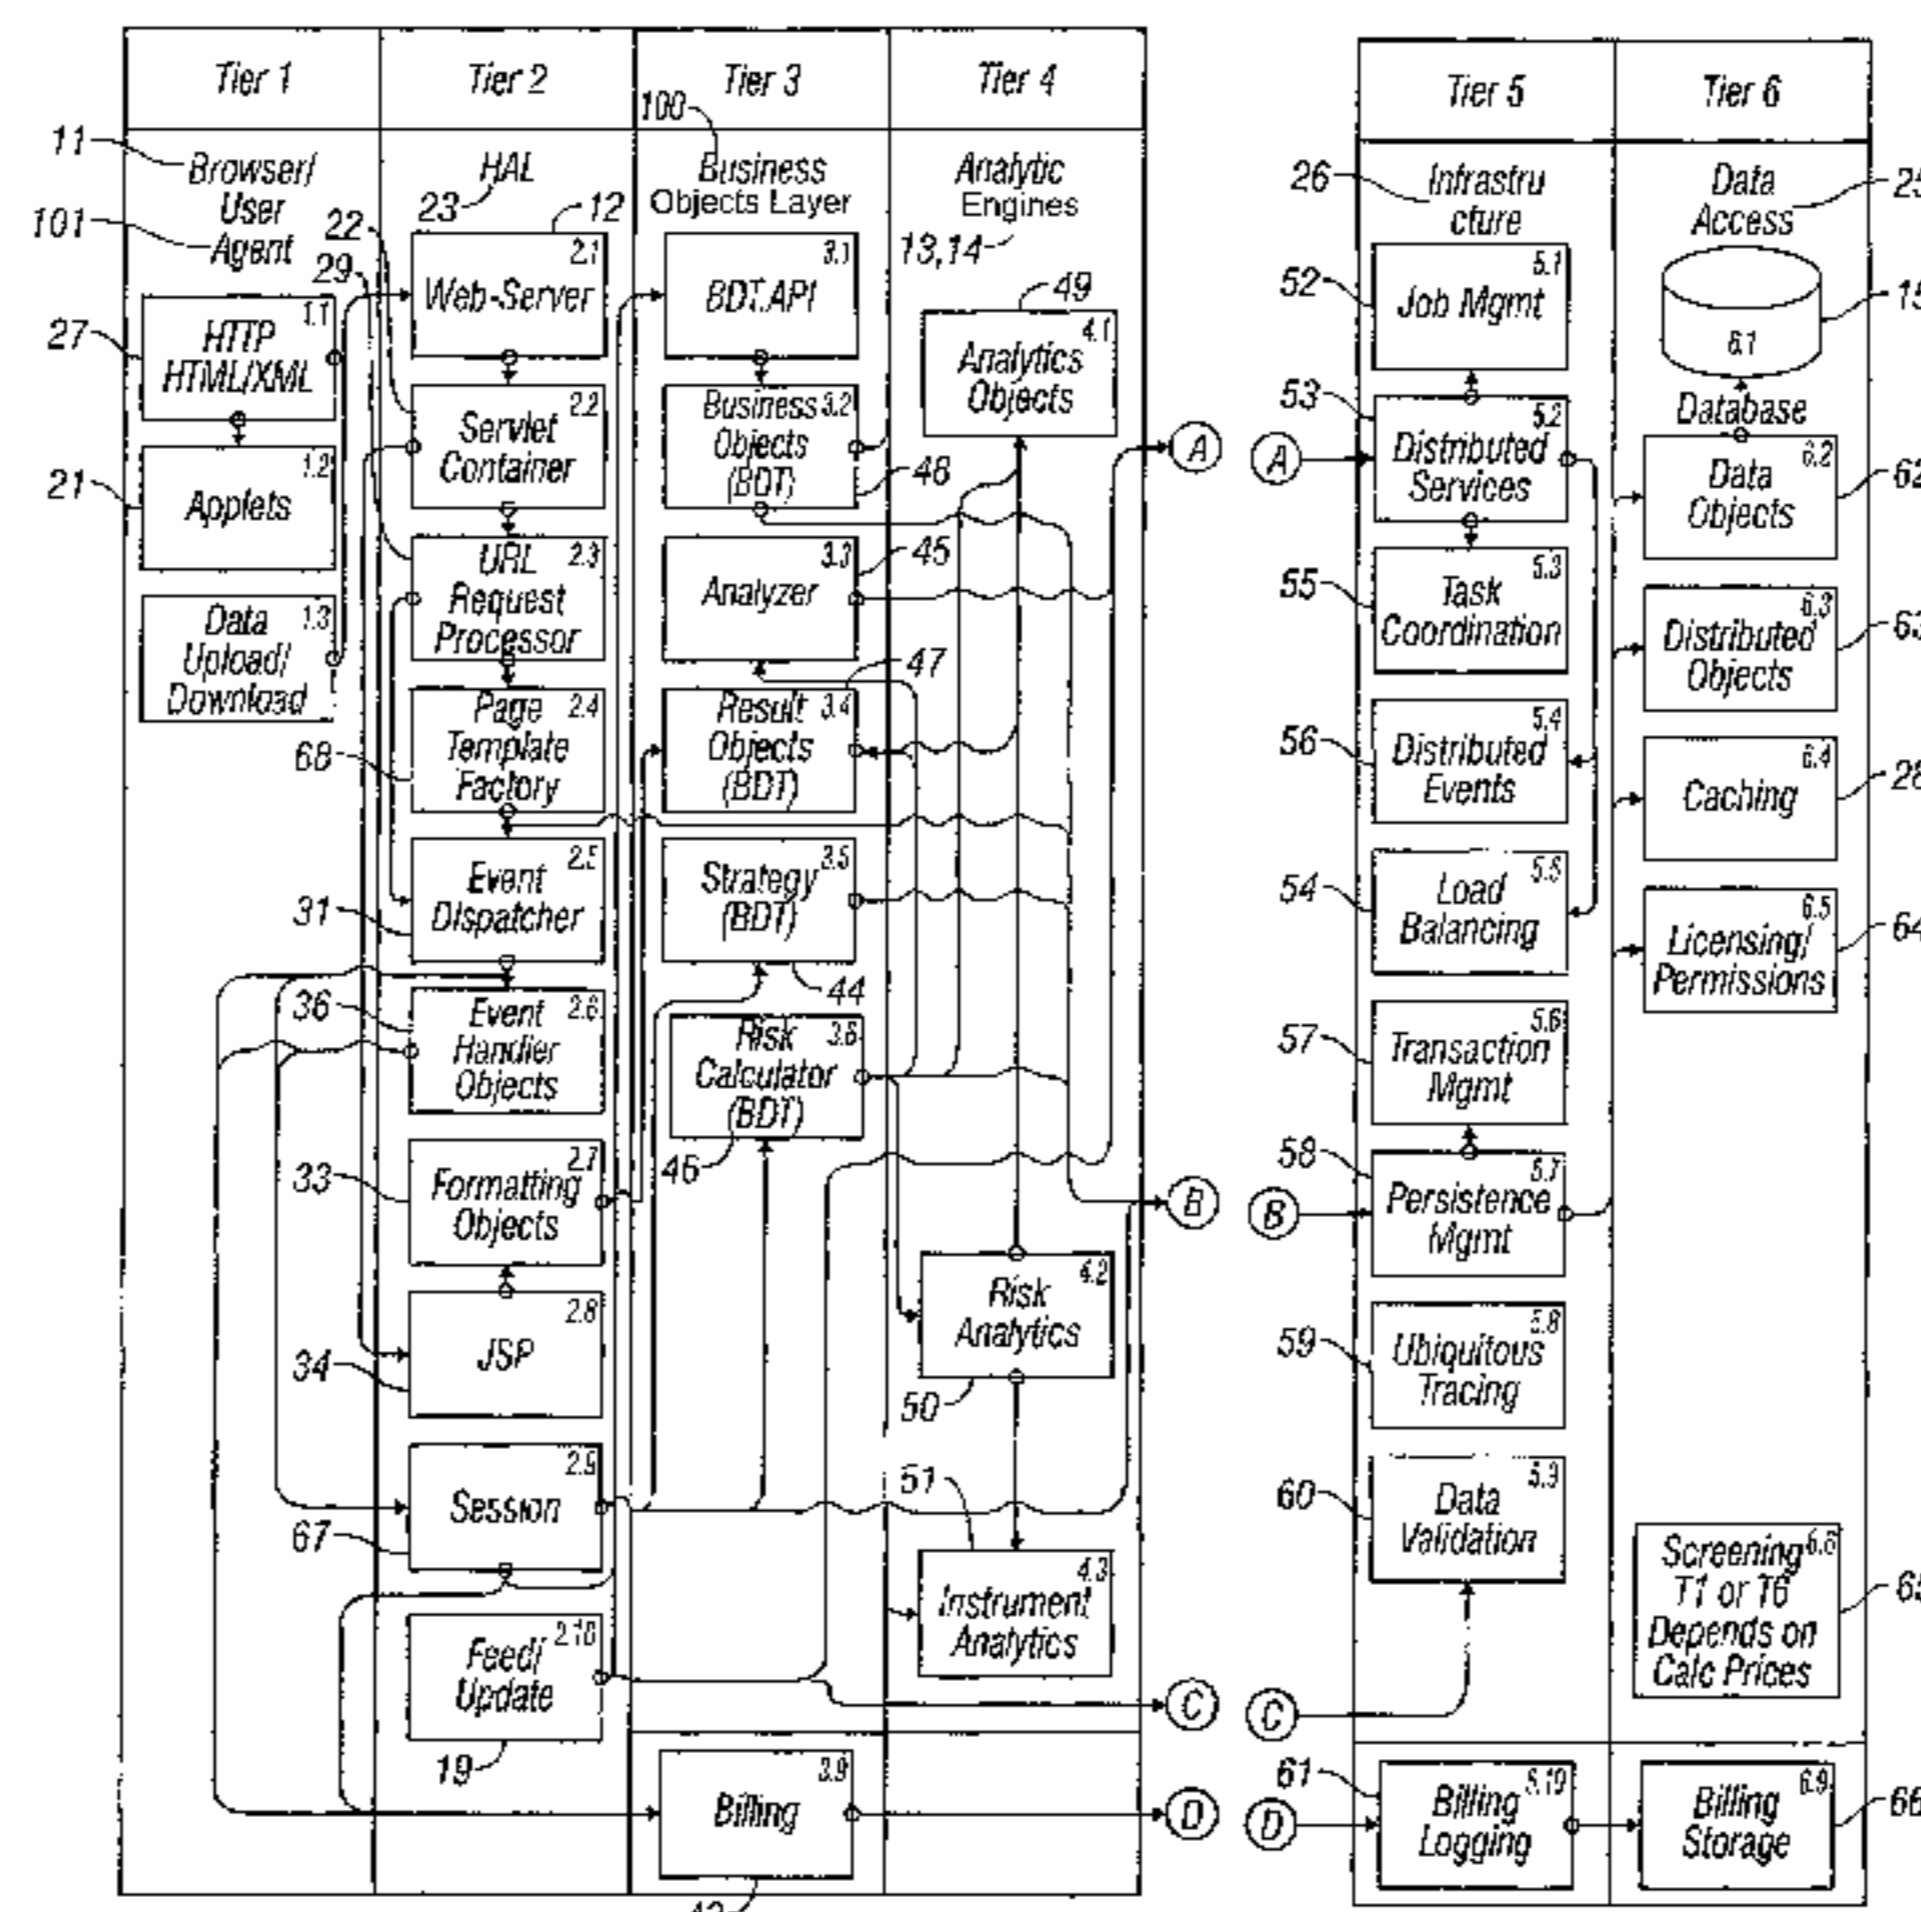 Tier 1
Tier 2
Tier 3
Tier 4
Tier 5
Tier 6
11
Browser/
User
Agent
101
HAL
23
12
100
Business
Objects Layer
Analytic
Engines
13,14
26
Infrastru
cture
Data
Access
22
29
27
1.1
HTTP
HTML/XML
21
1.2
Applets
1.3
Data
Upload/
Download
2.1
Web-Server
2.2
Servlet
Container
2.3
URL
Request
Processor
2.4
Page
Template
Factory
68
2.5
Event
Dispatcher
31
36
2.6
Event
Handler
Objects
33
2.7
Formatting
Objects
2.8
JSP
34
2.9
Session
67
2.10
Feed/
Update
19
3.1
BDT.API
3.2
Business
Objects
(BDT)
48
3.3
Analyzer
45
47
3.4
Result
Objects
(BDT)
3.5
Strategy
(BDT)
44
3.6
Risk
Calculator
(BDT)
46
3.9
Billing
49
4.1
Analytics
Objects
4.2
Risk
Analytics
50
51
4.3
Instrument
Analytics
A
B
C
D
A
B
C
D
52
5.1
Job Mgmt
53
5.2
Distributed
Services
55
5.3
Task
Coordination
56
5.4
Distributed
Events
54
5.5
Load
Balancing
57
5.6
Transaction
Mgmt
58
5.7
Persistence
Mgmt
59
5.8
Ubiquitous
Tracing
60
5.9
Data
Validation
61
5.10
Billing
Logging
6.1
Database
6.2
Data
Objects
6.3
Distributed
Objects
6.4
Caching
6.5
Licensing/
Permissions
6.6
Screening
T1 or T6
Depends on
Calc Prices
6.9
Billing
Storage
66